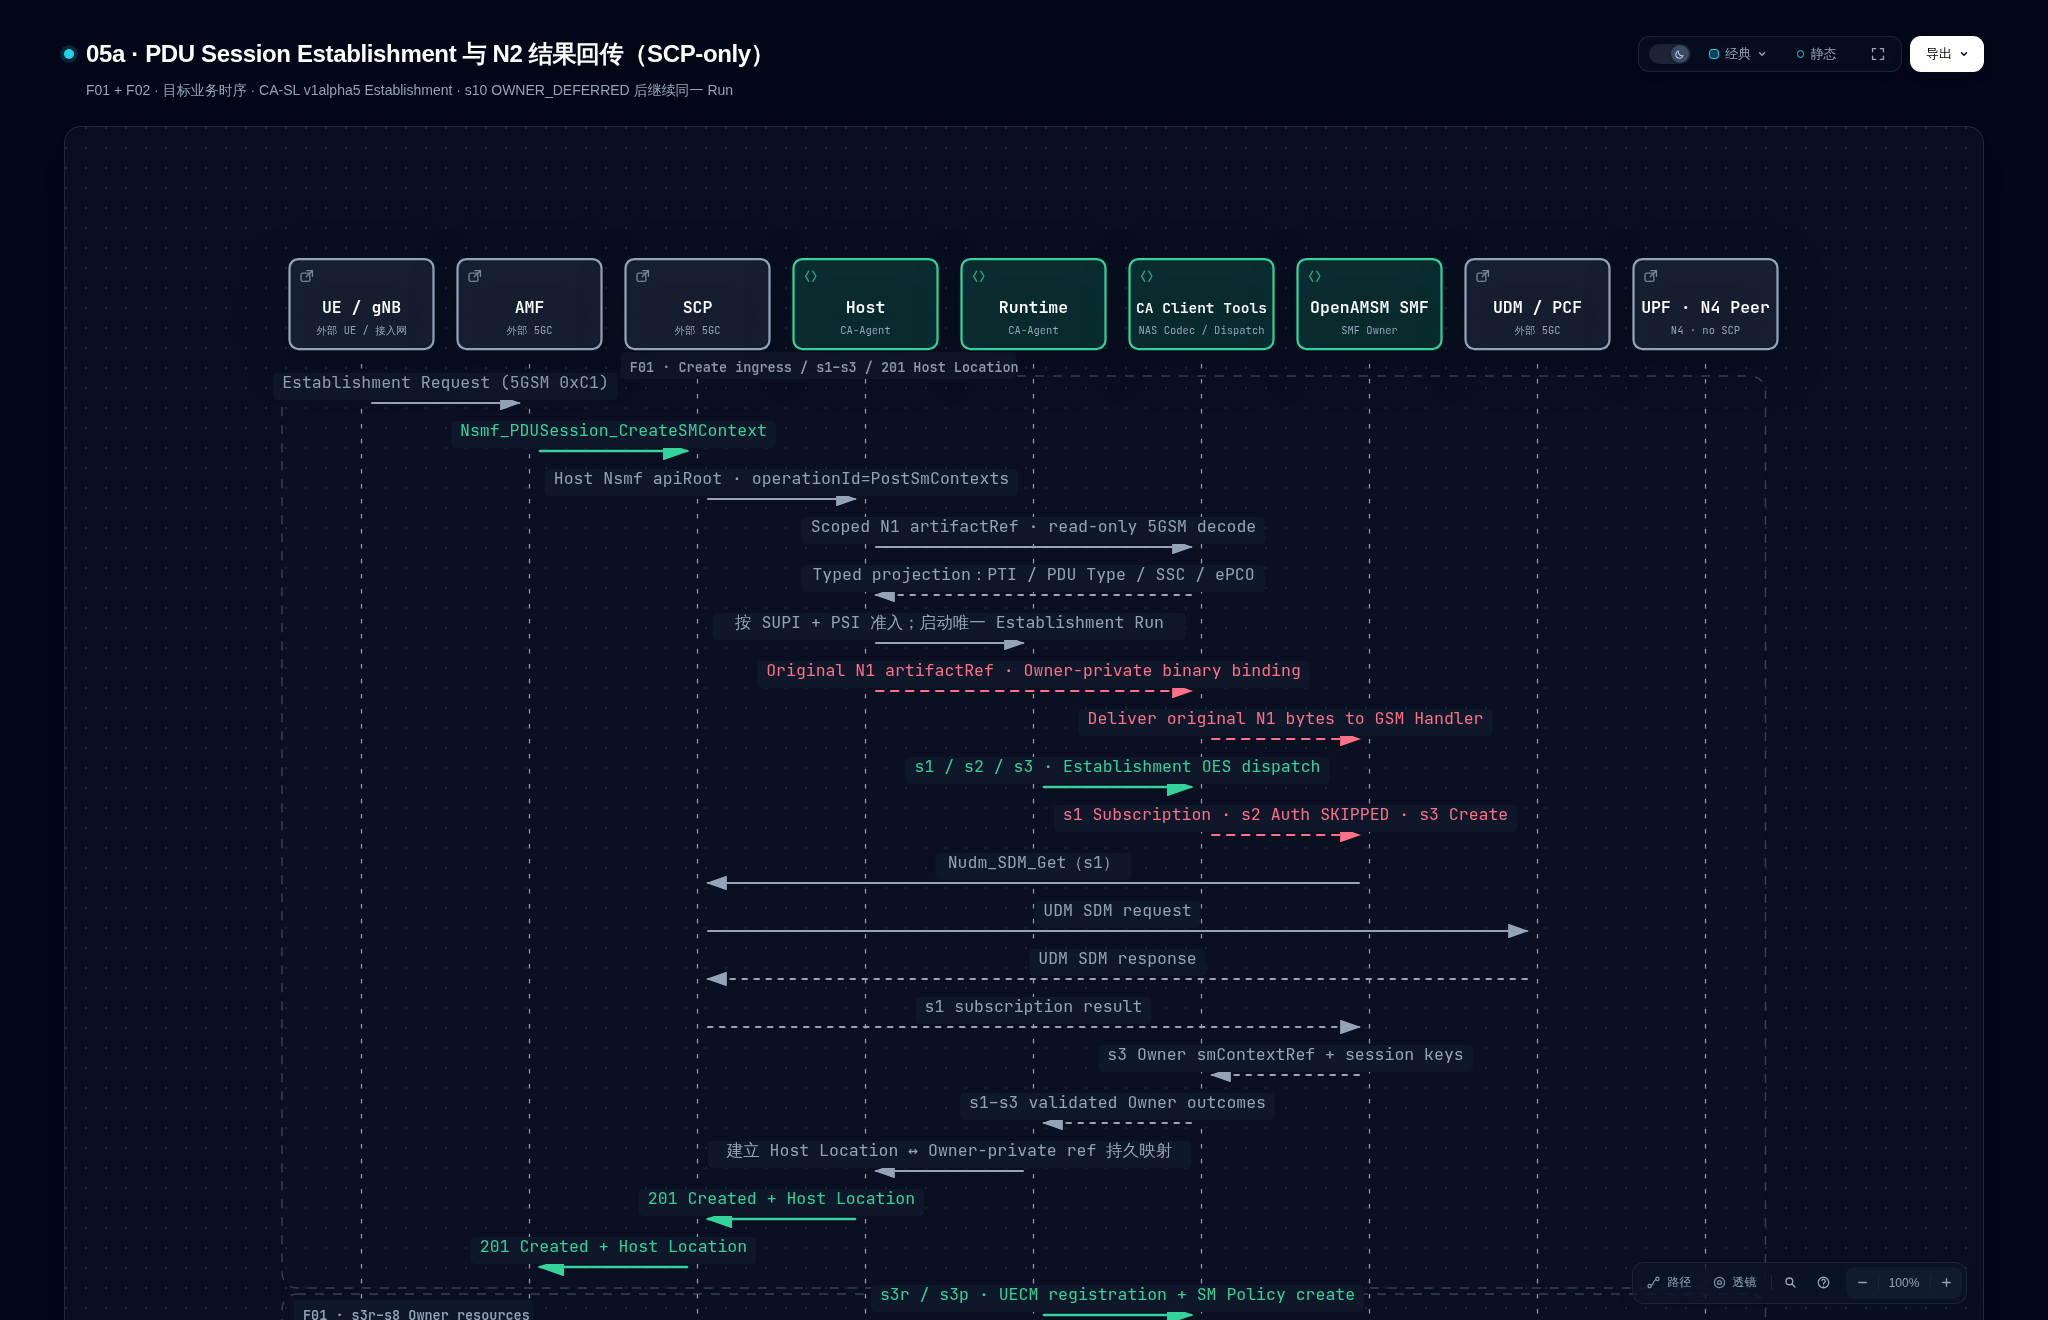 05a · PDU Session Establishment 与 N2 结果回传（SCP-only）
经典
静态
导出
F01 + F02 · 目标业务时序 · CA-SL v1alpha5 Establishment · s10 OWNER_DEFERRED 后继续同一 Run
UE / gNB
外部 UE / 接入网
AMF
外部 5GC
SCP
外部 5GC
Host
CA-Agent
Runtime
CA-Agent
CA Client Tools
NAS Codec / Dispatch
OpenAMSM SMF
SMF Owner
UDM / PCF
外部 5GC
UPF · N4 Peer
N4 · no SCP
F01 · Create ingress / s1–s3 / 201 Host Location
Establishment Request (5GSM 0xC1)
Nsmf_PDUSession_CreateSMContext
Host Nsmf apiRoot · operationId=PostSmContexts
Scoped N1 artifactRef · read-only 5GSM decode
Typed projection：PTI / PDU Type / SSC / ePCO
按 SUPI + PSI 准入；启动唯一 Establishment Run
Original N1 artifactRef · Owner-private binary binding
Deliver original N1 bytes to GSM Handler
s1 / s2 / s3 · Establishment OES dispatch
s1 Subscription · s2 Auth SKIPPED · s3 Create
Nudm_SDM_Get（s1）
UDM SDM request
UDM SDM response
s1 subscription result
s3 Owner smContextRef + session keys
s1–s3 validated Owner outcomes
建立 Host Location ↔ Owner-private ref 持久映射
201 Created + Host Location
201 Created + Host Location
s3r / s3p · UECM registration + SM Policy create
F01 · s3r–s8 Owner resources
路径
透镜
100%